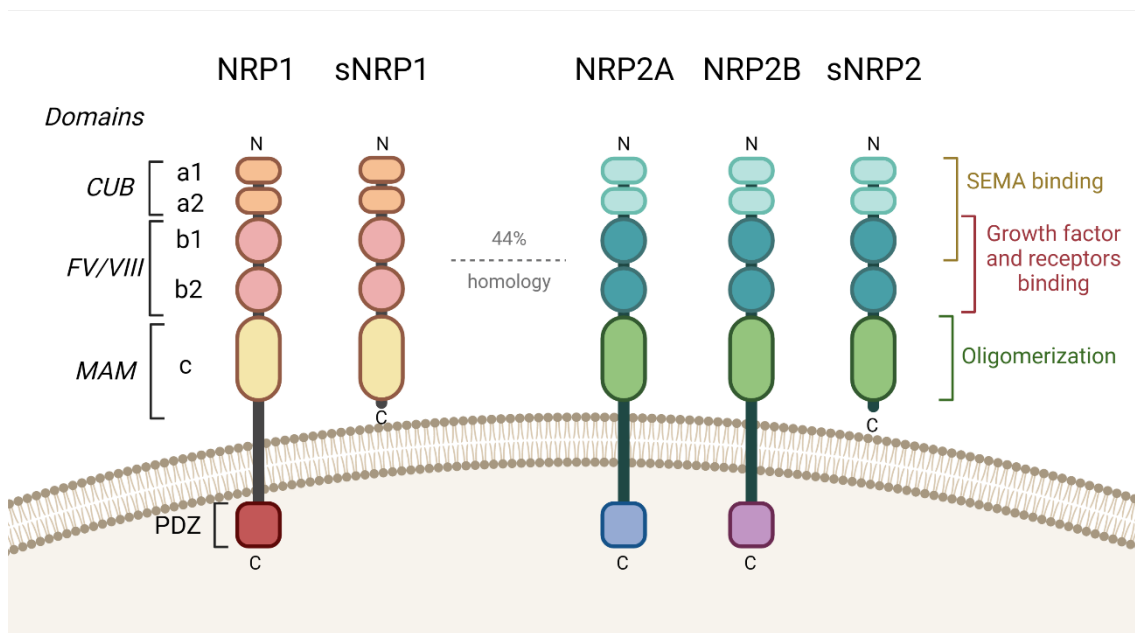 NRP1 sNRP1 NRP2A NRP2B sNRP2
Domains
N N N N N
CUB a1
a2
SEMA binding
FV/VIII b1
b2
44%
homology
Growth factor
and receptors
binding
MAM c
Oligomerization
C C
PDZ
C C C